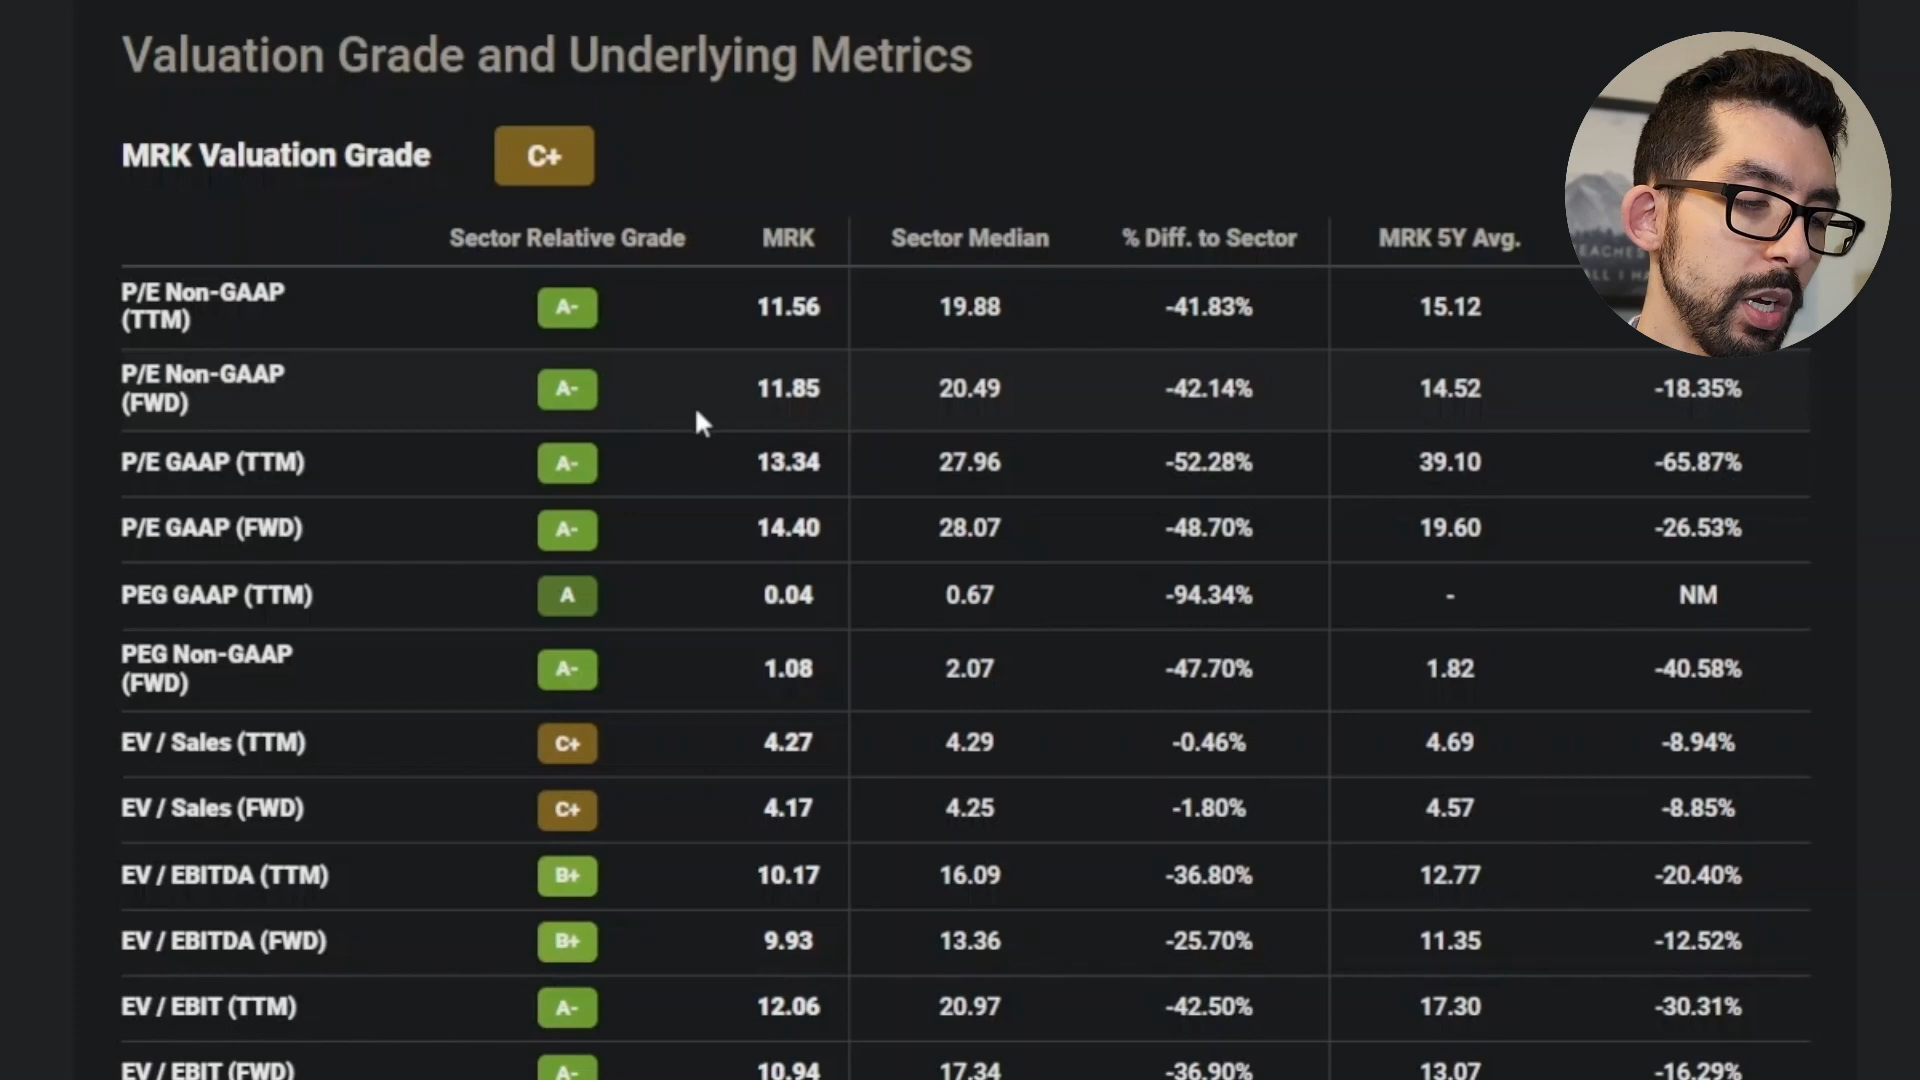 Valuation Grade and Underlying Metrics
MRK Valuation Grade C+
Sector Relative Grade MRK Sector Median % Diff. to Sector MRK 5Y Avg.
P/E Non-GAAP
(TTM) A- 11.56 19.88 -41.83% 15.12
P/E Non-GAAP
(FWD) A- 11.85 20.49 -42.14% 14.52 -18.35%
P/E GAAP (TTM) A- 13.34 27.96 -52.28% 39.10 -65.87%
P/E GAAP (FWD) A- 14.40 28.07 -48.70% 19.60 -26.53%
PEG GAAP (TTM) A 0.04 0.67 -94.34% - NM
PEG Non-GAAP
(FWD) A- 1.08 2.07 -47.70% 1.82 -40.58%
EV / Sales (TTM) C+ 4.27 4.29 -0.46% 4.69 -8.94%
EV / Sales (FWD) C+ 4.17 4.25 -1.80% 4.57 -8.85%
EV / EBITDA (TTM) B+ 10.17 16.09 -36.80% 12.77 -20.40%
EV / EBITDA (FWD) B+ 9.93 13.36 -25.70% 11.35 -12.52%
EV / EBIT (TTM) A- 12.06 20.97 -42.50% 17.30 -30.31%
EV / EBIT (FWD) A- 10.94 17.34 -36.90% 13.07 -16.29%